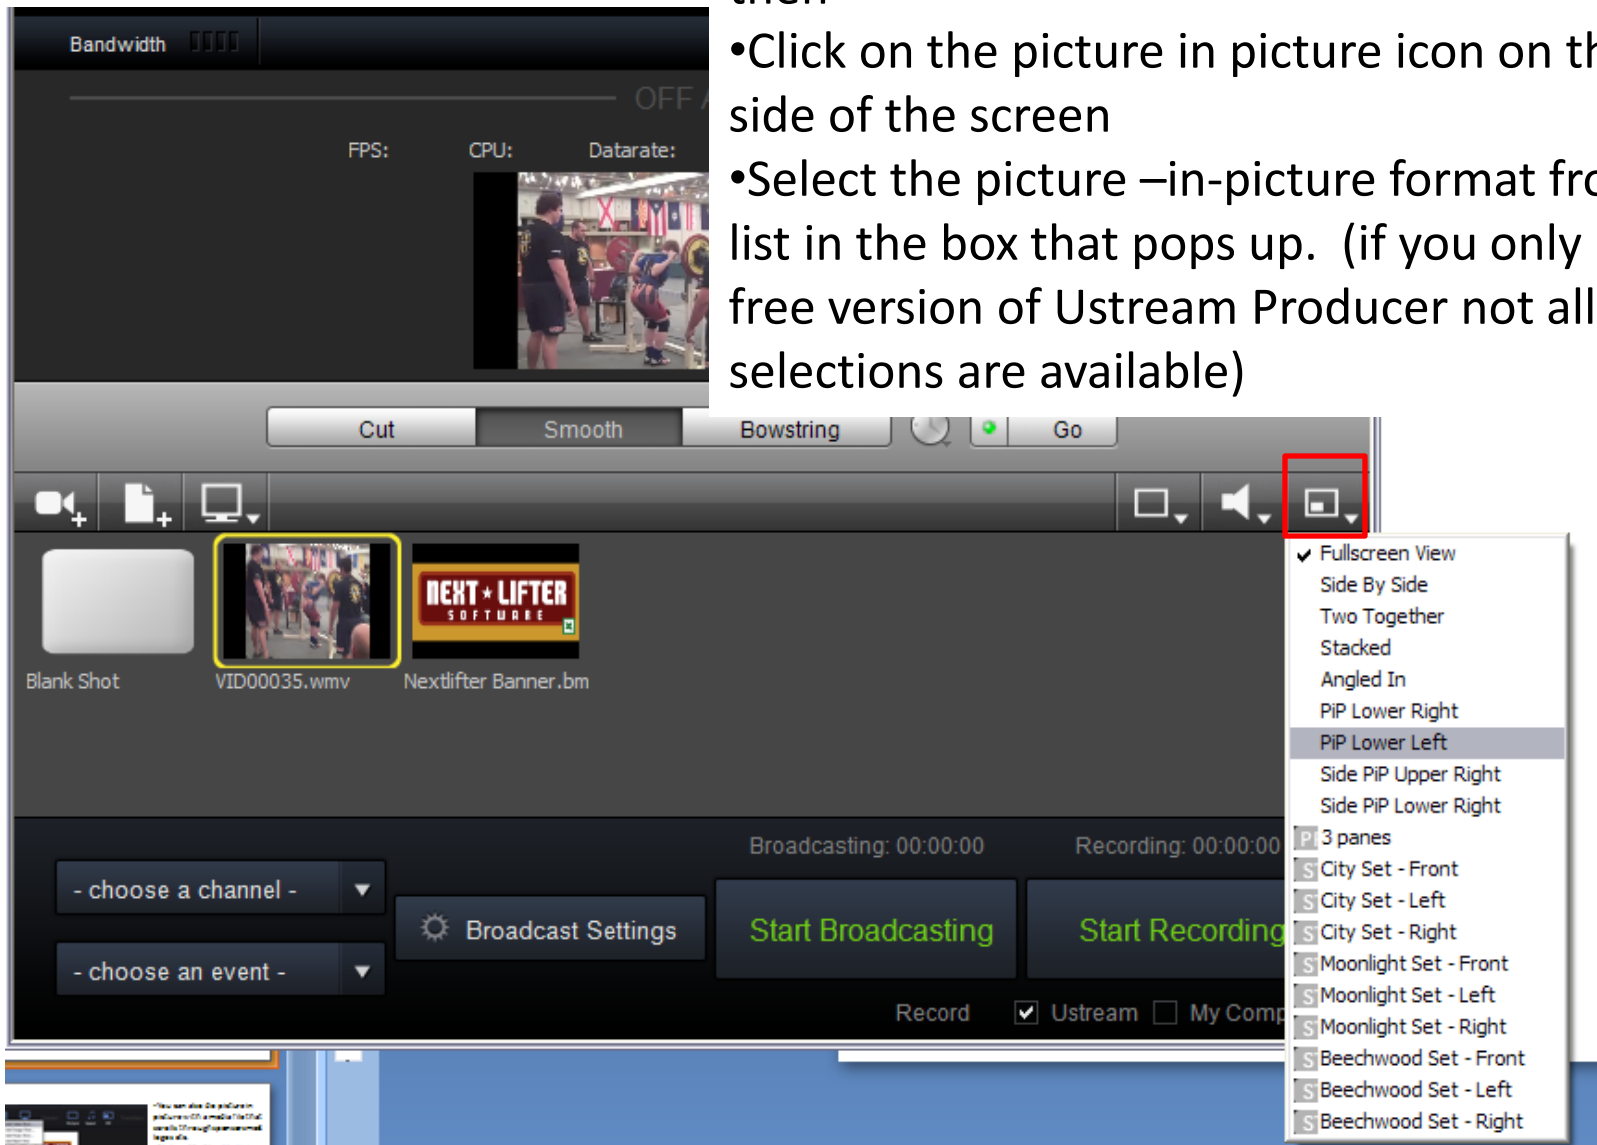 then
•Click on the picture in picture icon on th
side of the screen
•Select the picture –in-picture format fro
list in the box that pops up.  (if you only
free version of Ustream Producer not all
selections are available)
Bandwidth
OFF
FPS: CPU: Datarate:
Cut Smooth Bowstring Go
NEXT★LIFTER
SOFTWARE
Blank Shot VID00035.wmv Nextlifter Banner.bm
✔ Fullscreen View
Side By Side
Two Together
Stacked
Angled In
PiP Lower Right
PiP Lower Left
Side PiP Upper Right
Side PiP Lower Right
3 panes
City Set - Front
City Set - Left
City Set - Right
Moonlight Set - Front
Moonlight Set - Left
Moonlight Set - Right
Beechwood Set - Front
Beechwood Set - Left
Beechwood Set - Right
Broadcasting: 00:00:00 Recording: 00:00:00
- choose a channel -
Broadcast Settings Start Broadcasting Start Recording
- choose an event -
Record Ustream My Comp